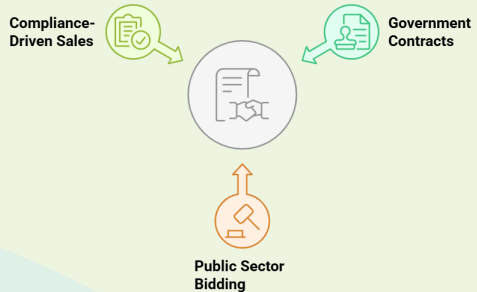 Compliance-
Driven Sales
Government
Contracts
Public Sector
Bidding